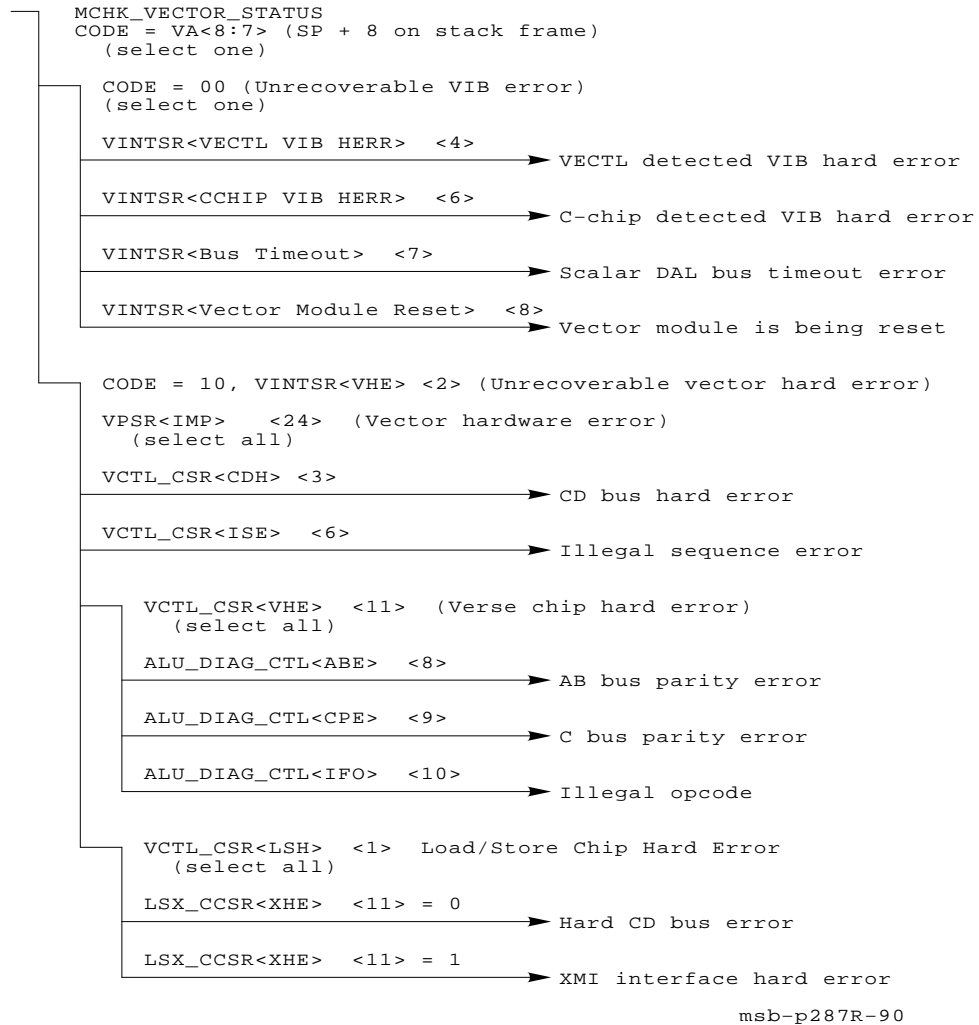 MCHK_VECTOR_STATUS
CODE = VA<8:7> (SP + 8 on stack frame)
(select one)
CODE = 00 (Unrecoverable VIB error)
(select one)
VINTSR<VECTL VIB HERR> <4>
VECTL detected VIB hard error
VINTSR<CCHIP VIB HERR> <6>
C-chip detected VIB hard error
VINTSR<Bus Timeout> <7>
Scalar DAL bus timeout error
VINTSR<Vector Module Reset> <8>
Vector module is being reset
CODE = 10, VINTSR<VHE> <2> (Unrecoverable vector hard error)
VPSR<IMP> <24> (Vector hardware error)
(select all)
VCTL_CSR<CDH> <3>
CD bus hard error
VCTL_CSR<ISE> <6>
Illegal sequence error
VCTL_CSR<VHE> <11> (Verse chip hard error)
(select all)
ALU_DIAG_CTL<ABE> <8>
AB bus parity error
ALU_DIAG_CTL<CPE> <9>
C bus parity error
ALU_DIAG_CTL<IFO> <10>
Illegal opcode
VCTL_CSR<LSH> <1> Load/Store Chip Hard Error
(select all)
LSX_CCSR<XHE> <11> = 0
Hard CD bus error
LSX_CCSR<XHE> <11> = 1
XMI interface hard error
msb-p287R-90